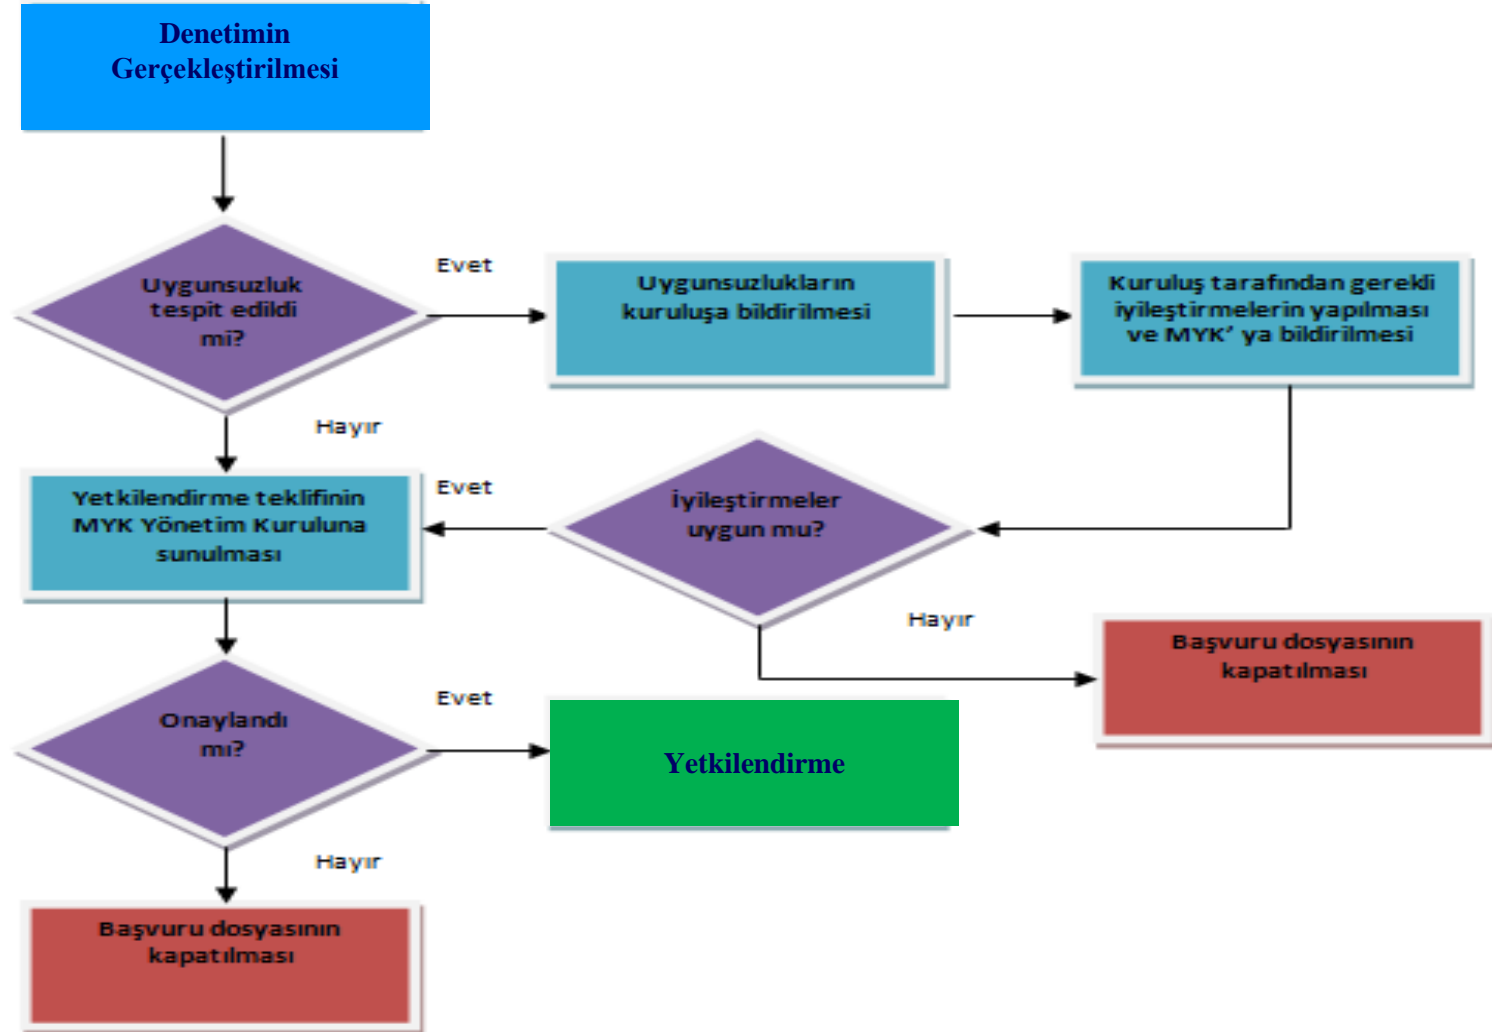 Denetimin
Gerçekleştirilmesi
Uygunsuzluk
tespit edildi
mi?
Evet
Uygunsuzlukların
kuruluşa bildirilmesi
Kuruluş tarafından gerekli
iyileştirmelerin yapılması
ve MYK’ ya bildirilmesi
Hayır
Yetkilendirme teklifinin
MYK Yönetim Kuruluna
sunulması
Evet
İyileştirmeler
uygun mu?
Hayır
Başvuru dosyasının
kapatılması
Onaylandı
mı?
Evet
Yetkilendirme
Hayır
Başvuru dosyasının
kapatılması